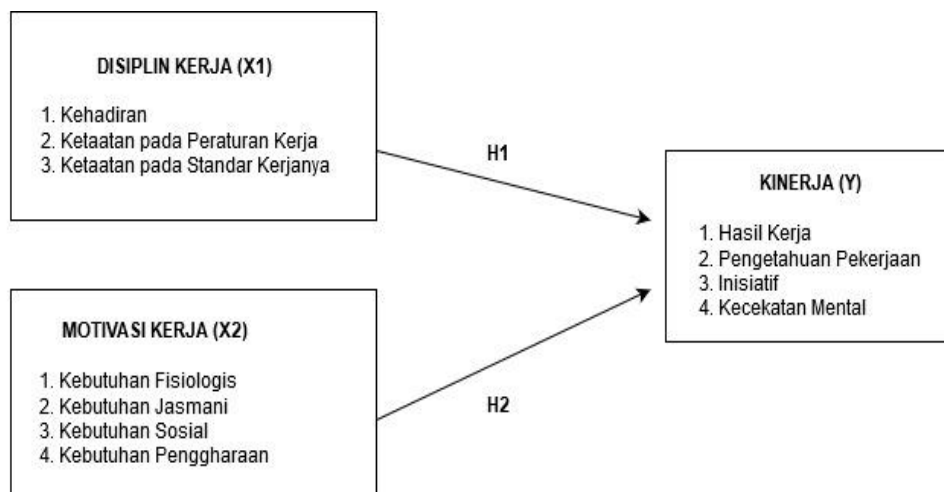 DISIPLIN KERJA (X1)
1. Kehadiran
2. Ketaatan pada Peraturan Kerja
3. Ketaatan pada Standar Kerjanya
H1
KINERJA (Y)
1. Hasil Kerja
2. Pengetahuan Pekerjaan
3. Inisiatif
4. Kecekatan Mental
MOTIVASI KERJA (X2)
1. Kebutuhan Fisiologis
2. Kebutuhan Jasmani
3. Kebutuhan Sosial
4. Kebutuhan Penggharaan
H2